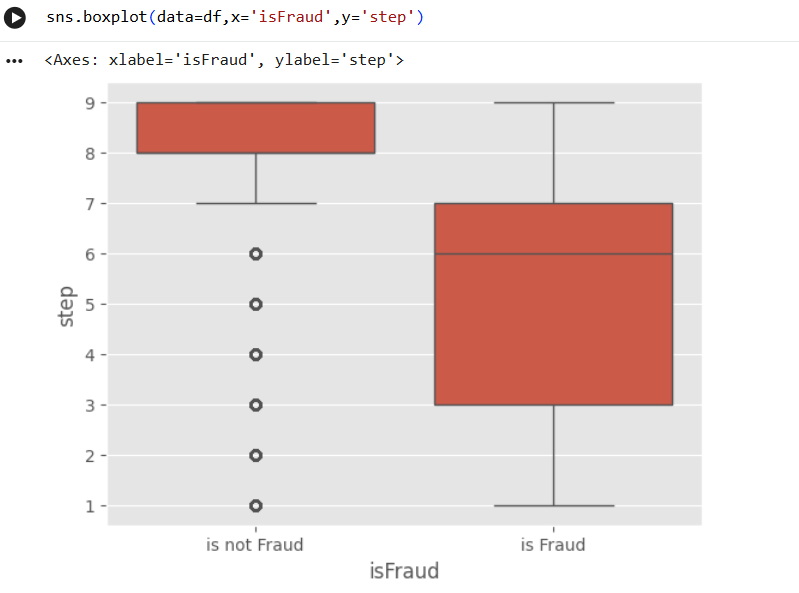 sns.boxplot(data=df,x='isFraud',y='step')
<Axes: xlabel='isFraud', ylabel='step'>
9
8
7
6
5
4
3
2
1
step
is not Fraud
is Fraud
isFraud